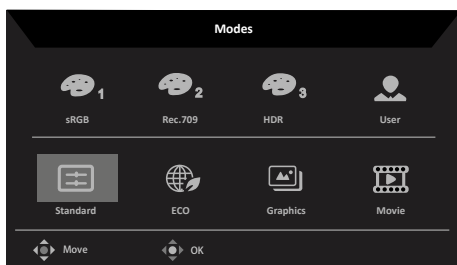 Modes
1 2 3
sRGB Rec.709 HDR User
Standard ECO Graphics Movie
Move OK